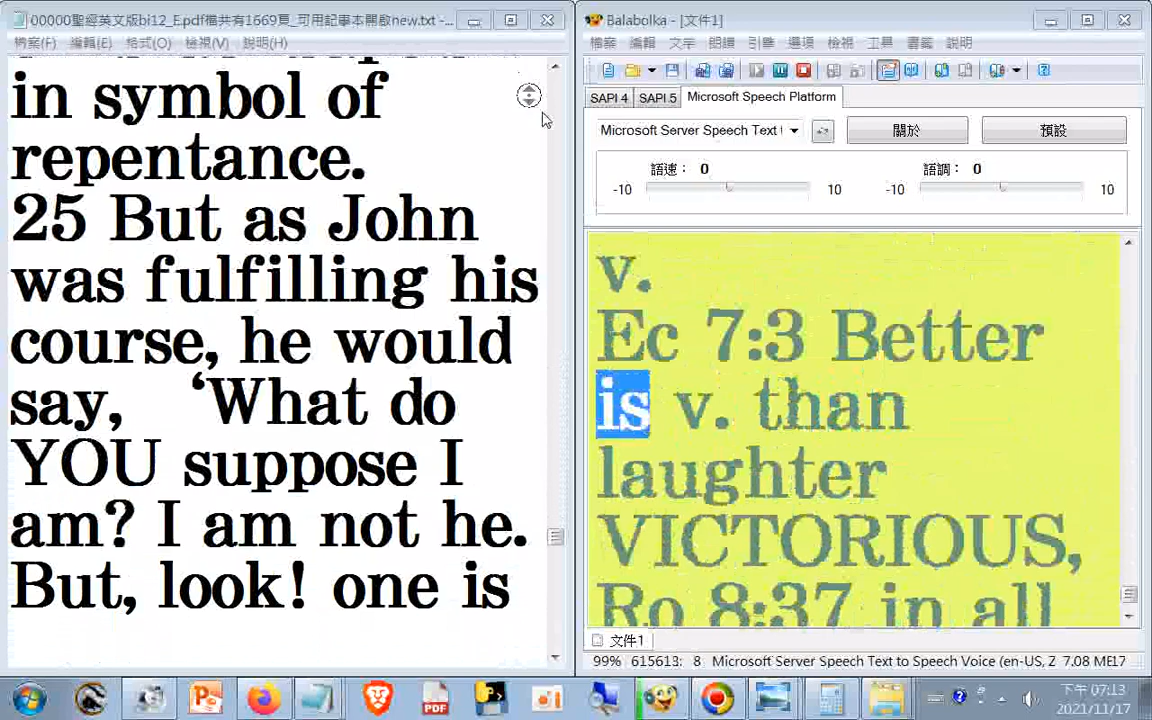 00000聖經英文版bi12_E.pdf檔共有1669頁_可用記事本開啟new.txt -...
檔案(F) 編輯(E) 格式(O) 檢視(V) 說明(H)
in symbol of
repentance.
25 But as John
was fulfilling his
course, he would
say, ‘What do
YOU suppose I
am? I am not he.
But, look! one is
Balabolka - [文件1]
檔案 編輯 文字 朗讀 引擎 選項 檢視 工具 書籤 說明
SAPI 4 SAPI 5 Microsoft Speech Platform
Microsoft Server Speech Text 關於 預設
語速： 0 語調： 0
-10 10 -10 10
v.
Ec 7:3 Better
is v. than
laughter
VICTORIOUS,
Ro 8:37 in all
文件1
99% 615613: 8 Microsoft Server Speech Text to Speech Voice (en-US, Z 7.08 ME17
PDF
下午 07:13
2021/11/17